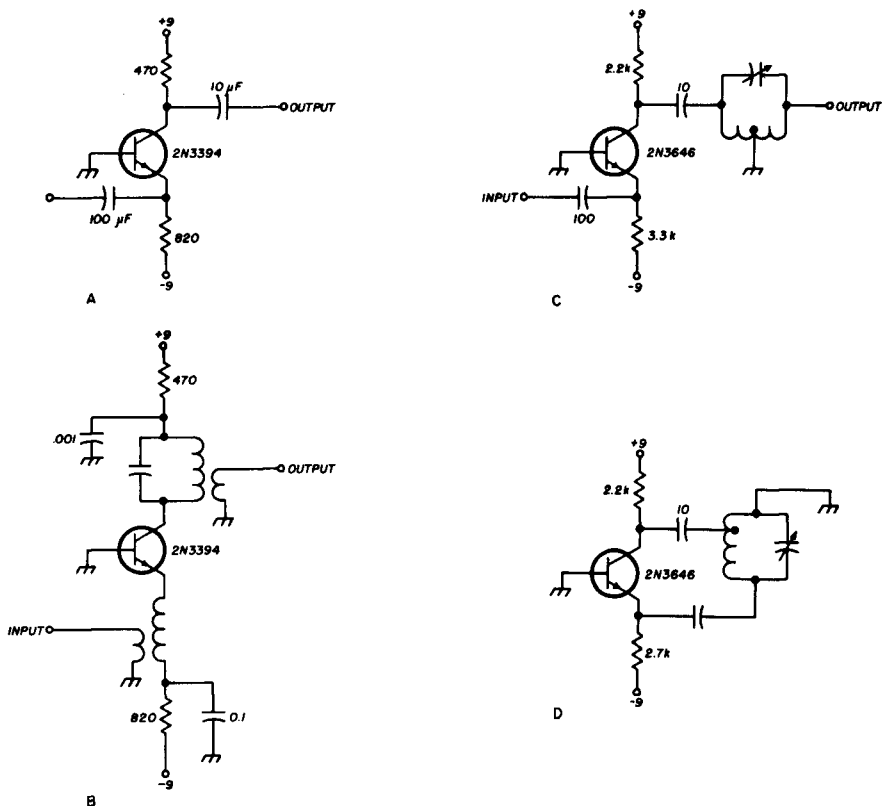 +9
470
10 µF
OUTPUT
2N3394
100 µF
820
-9
A
+9
2.2k
10
OUTPUT
2N3646
INPUT
100
3.3k
-9
C
+9
470
.001
OUTPUT
2N3394
INPUT
820
0.1
-9
B
+9
2.2k
10
2N3646
2.7k
-9
D